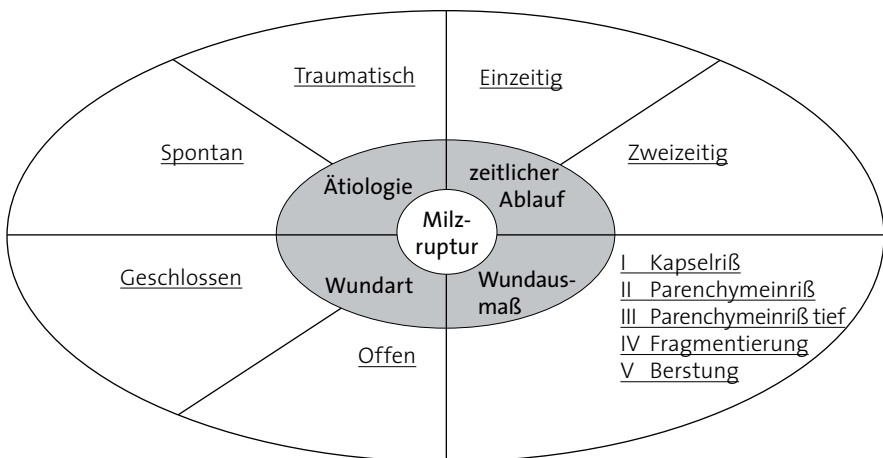 Traumatisch
Einzeitig
Spontan
Zweizeitig
Ätiologie
zeitlicher
Ablauf
Milz-
ruptur
Geschlossen
Wundart
Wundaus-
maß
Offen
I Kapselriß
II Parenchymeinriß
III Parenchymeinriß tief
IV Fragmentierung
V Berstung